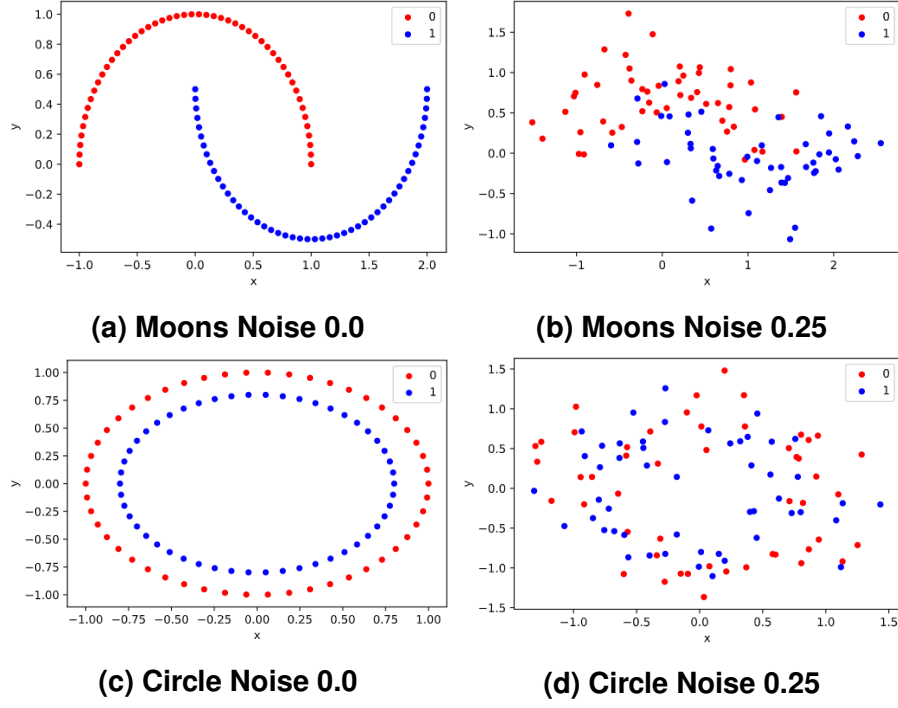 1.0
0.8
0.6
0.4
0.2
0.0
−0.2
−0.4
y
−1.0 −0.5 0.0 0.5 1.0 1.5 2.0
x
0
1
(a) Moons Noise 0.0
1.5
1.0
0.5
0.0
−0.5
−1.0
y
−1 0 1 2
x
0
1
(b) Moons Noise 0.25
1.00
0.75
0.50
0.25
0.00
−0.25
−0.50
−0.75
−1.00
y
−1.00 −0.75 −0.50 −0.25 0.00 0.25 0.50 0.75 1.00
x
0
1
(c) Circle Noise 0.0
1.5
1.0
0.5
0.0
−0.5
−1.0
−1.5
y
−1.0 −0.5 0.0 0.5 1.0 1.5
x
0
1
(d) Circle Noise 0.25